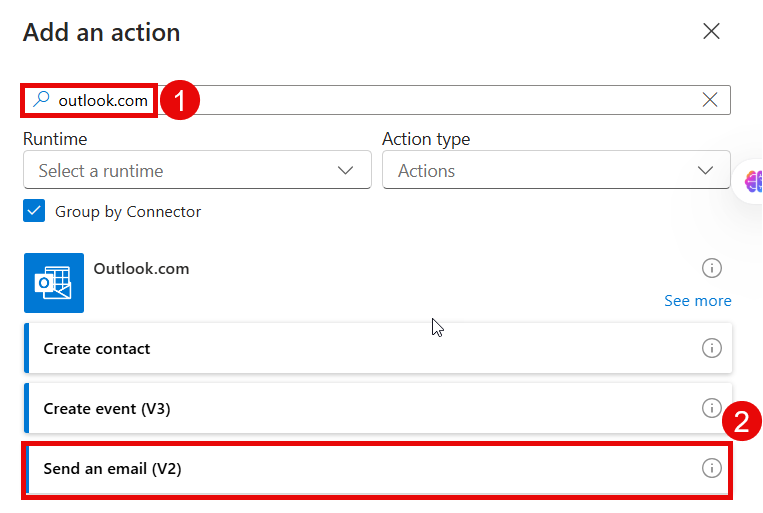 Add an action
outlook.com
1
Runtime
Action type
Select a runtime
Actions
Group by Connector
Outlook.com
See more
Create contact
Create event (V3)
2
Send an email (V2)